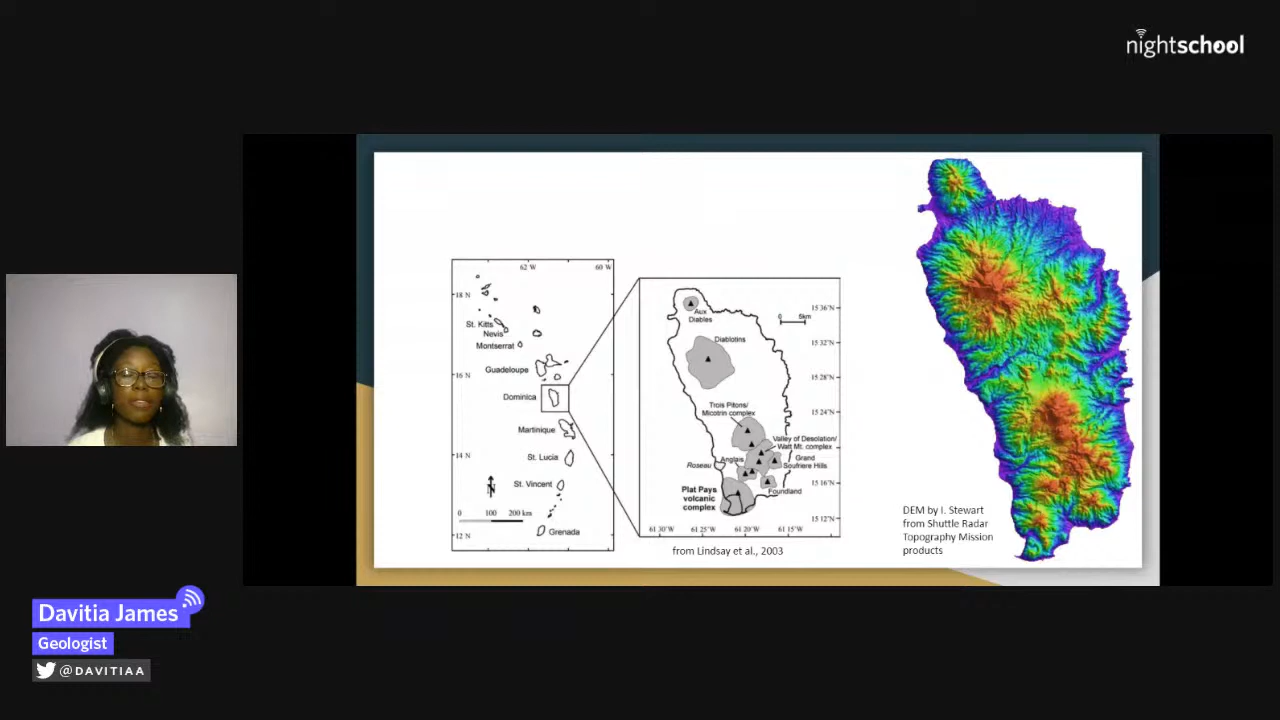 nightschool
62 W
60 W
18 N
St. Kitts
Nevis
Montserrat
16 N
Guadeloupe
Dominica
Martinique
14 N
St. Lucia
St. Vincent
N
0 100 200 km
12 N
Grenada
Aux
Diables
0 5km
15 36'N
Diablotins
15 32'N
15 28'N
Trois Pitons/
Micotrin complex
15 24'N
Valley of Desolation/
Watt Mt. complex
Anglais
Roseau
Grand
Soufriere Hills
15 16'N
Foundland
Plat Pays
volcanic
complex
15 12'N
61 30'W
61 25'W
61 20'W
61 15'W
from Lindsay et al., 2003
DEM by I. Stewart
from Shuttle Radar
Topography Mission
products
Davitia James
Geologist
@DAVITIAA